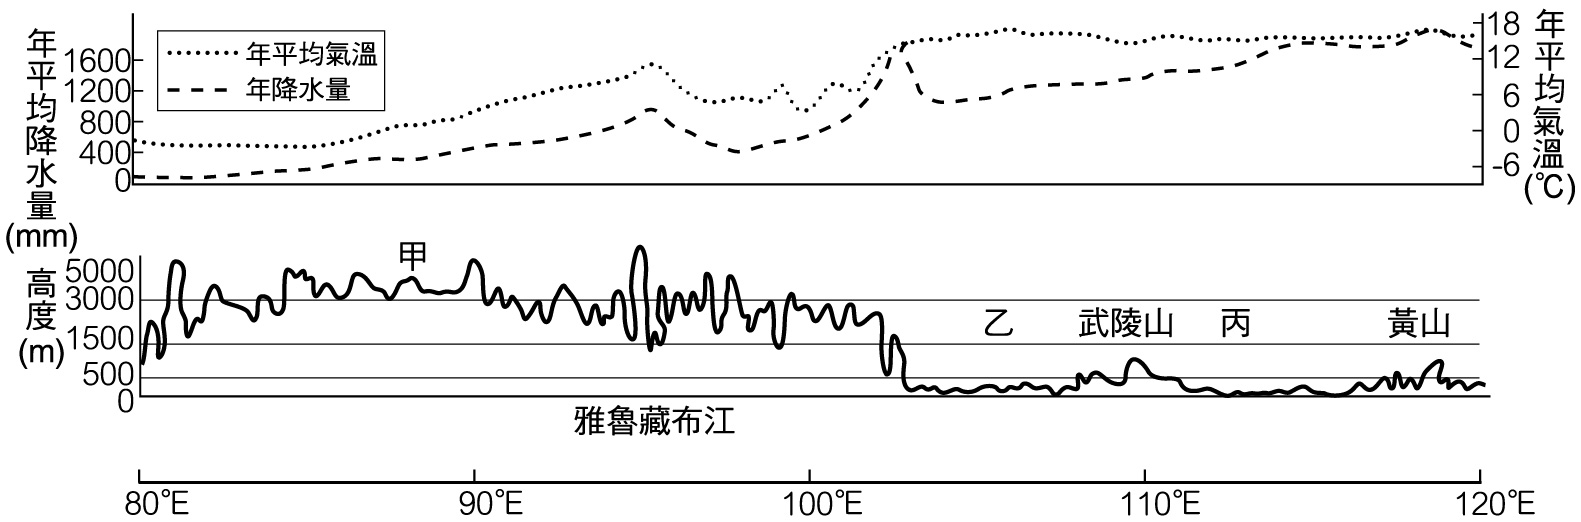 年平均降水量
(mm)
1600
1200
800
400
0
年平均氣溫
年降水量
18
12
6
0
-6
年平均氣溫
(℃)
高度
(m)
5000
3000
1500
500
0
甲
乙
武陵山
丙
黃山
雅魯藏布江
80°E
90°E
100°E
110°E
120°E